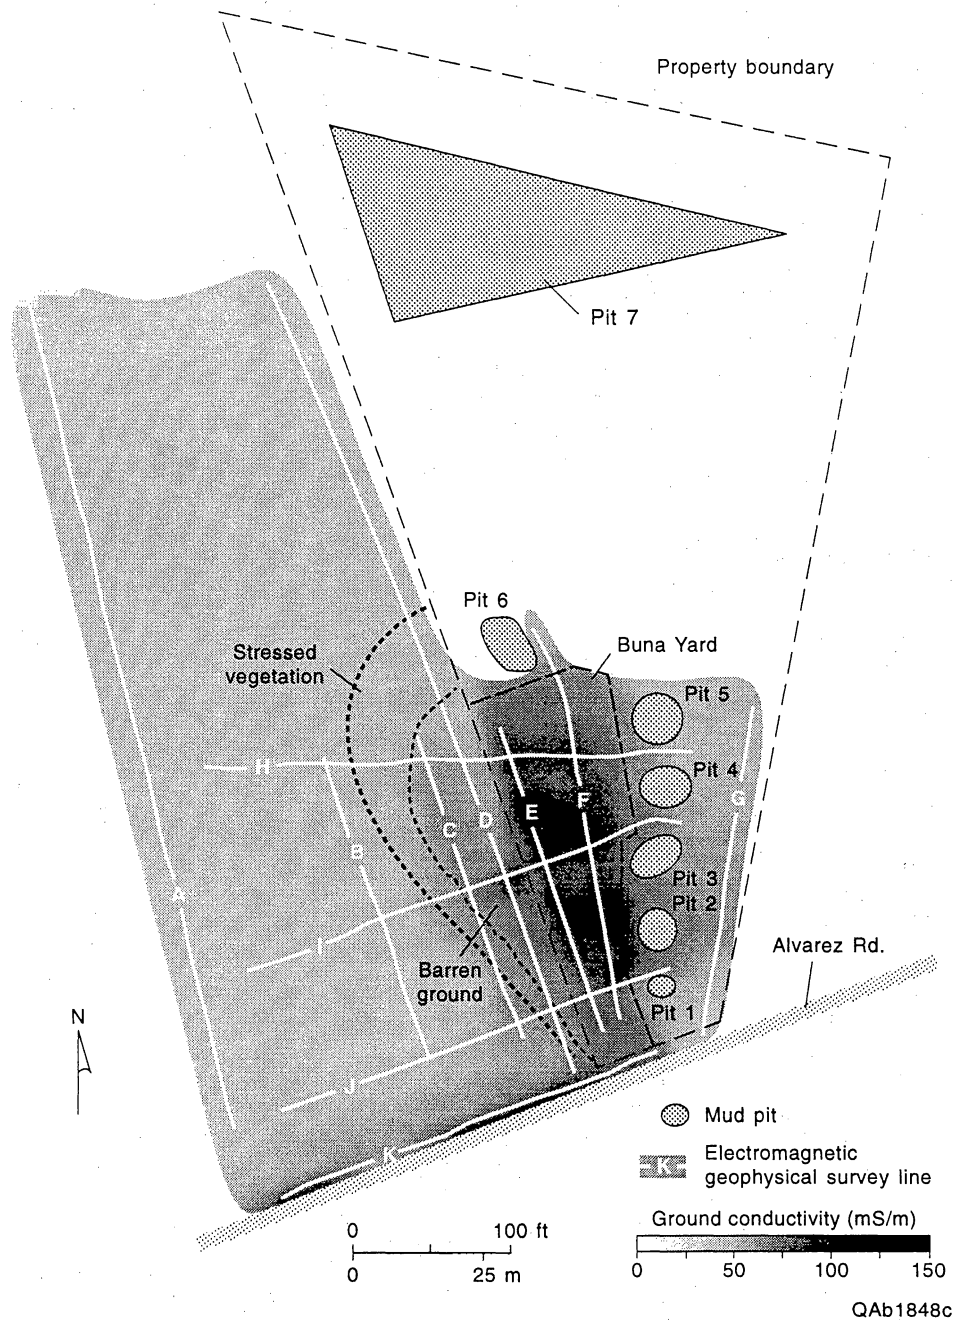 Property boundary
Pit 7
Pit 6
Stressed
vegetation
Buna Yard
Pit 5
H
Pit 4
G
F
E
D
C
B
Pit 3
A
Pit 2
I
Alvarez Rd.
Barren
ground
Pit 1
N
J
Mud pit
K
K
Electromagnetic
geophysical survey line
0 100 ft
0 25 m
Ground conductivity (mS/m)
0 50 100 150
QAb1848c